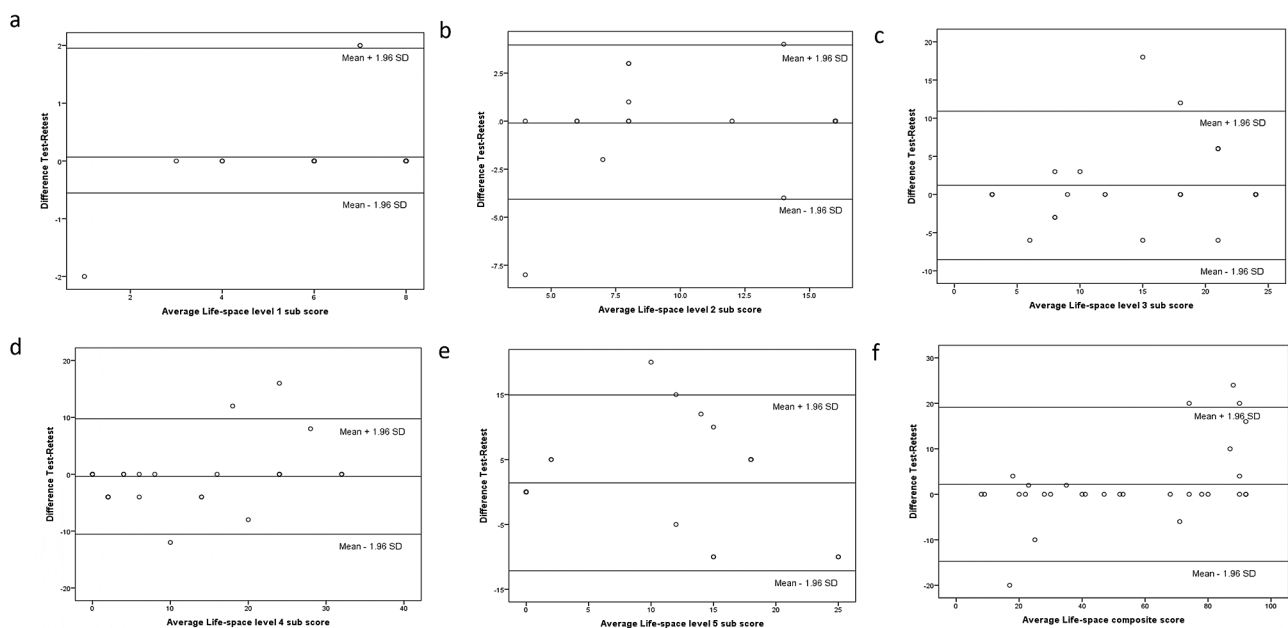 a
Difference Test-Retest
2
1
0
-1
-2
Mean + 1.96 SD
Mean - 1.96 SD
2
4
6
8
Average Life-space level 1 sub score
b
Difference Test-Retest
5.0
2.5
.0
-2.5
-5.0
-7.5
Mean + 1.96 SD
Mean - 1.96 SD
5.0
7.5
10.0
12.5
15.0
Average Life-space level 2 sub score
c
Difference Test-Retest
20
15
10
5
0
-5
-10
Mean + 1.96 SD
Mean - 1.96 SD
0
5
10
15
20
25
Average Life-space level 3 sub score
d
Difference Test-Retest
20
10
0
-10
-20
Mean + 1.96 SD
Mean - 1.96 SD
0
10
20
30
40
Average Life-space level 4 sub score
e
Difference Test-Retest
15
5
-5
-15
Mean + 1.96 SD
Mean - 1.96 SD
0
5
10
15
20
25
Average Life-space level 5 sub score
f
Difference Test-Retest
30
20
10
0
-10
-20
Mean + 1.96 SD
Mean - 1.96 SD
0
20
40
60
80
100
Average Life-space composite score